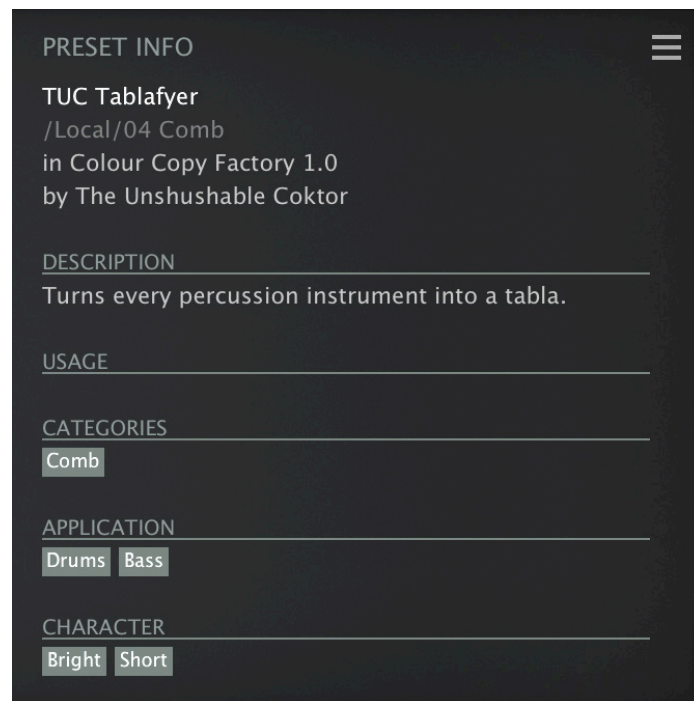 PRESET INFO
TUC Tablafyer
/Local/04 Comb
in Colour Copy Factory 1.0
by The Unshushable Coktor
DESCRIPTION
Turns every percussion instrument into a tabla.
USAGE
CATEGORIES
Comb
APPLICATION
Drums Bass
CHARACTER
Bright Short